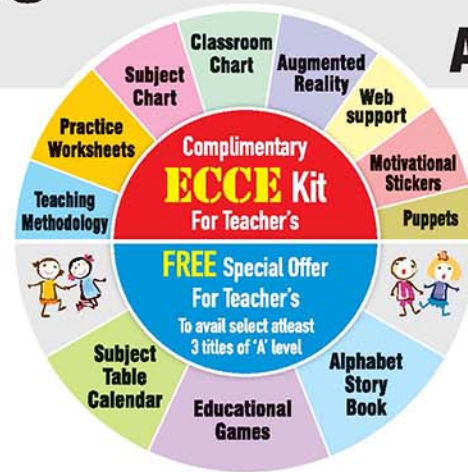 A
Classroom
Chart
Augmented
Reality
Subject
Chart
Web
support
Practice
Worksheets
Motivational
Stickers
Teaching
Methodology
Puppets
Complimentary
ECCE Kit
For Teacher's
FREE Special Offer
For Teacher's
To avail select atleast
3 titles of 'A' level
Subject
Table
Calendar
Educational
Games
Alphabet
Story
Book